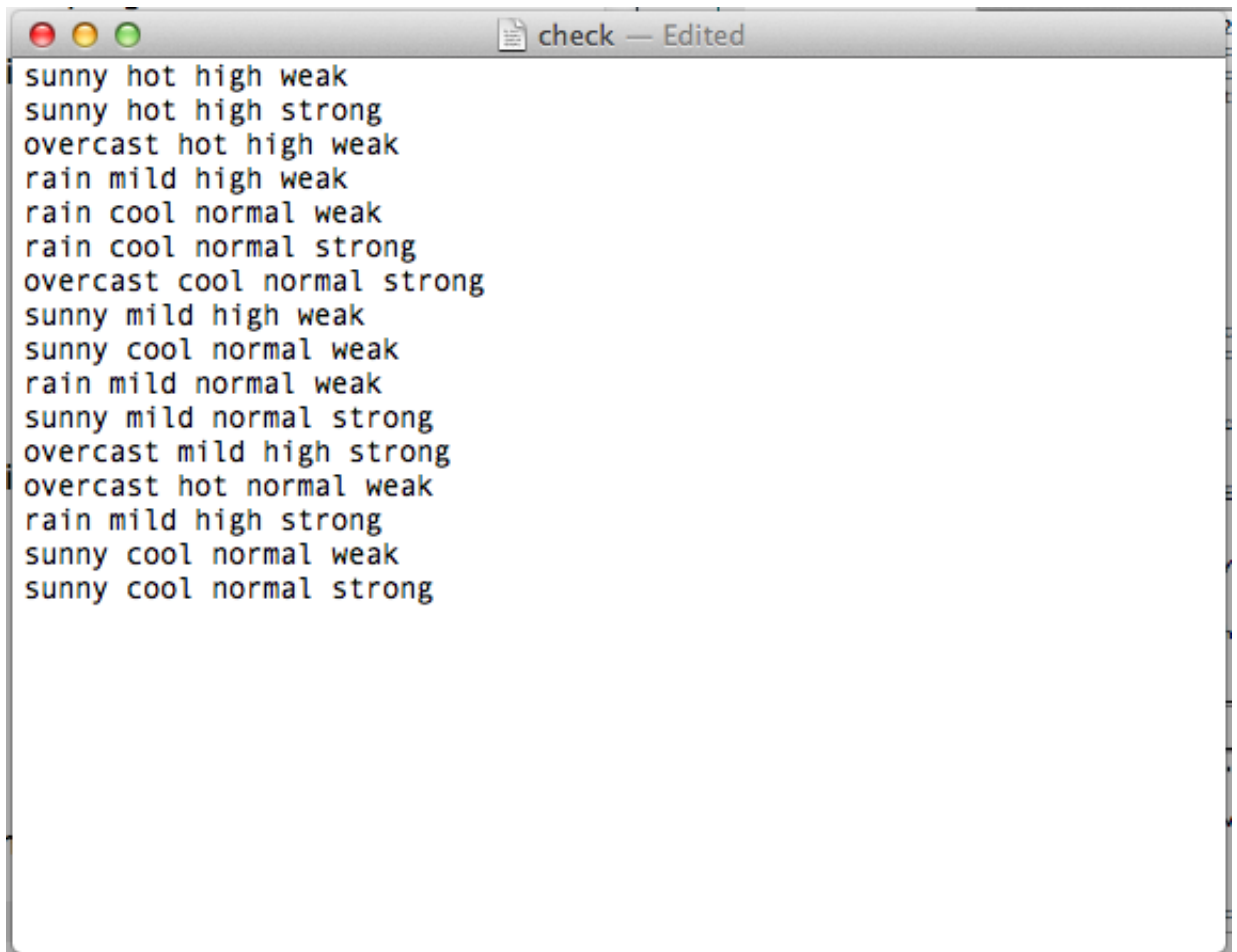 check — Edited
sunny hot high weak
sunny hot high strong
overcast hot high weak
rain mild high weak
rain cool normal weak
rain cool normal strong
overcast cool normal strong
sunny mild high weak
sunny cool normal weak
rain mild normal weak
sunny mild normal strong
overcast mild high strong
overcast hot normal weak
rain mild high strong
sunny cool normal weak
sunny cool normal strong